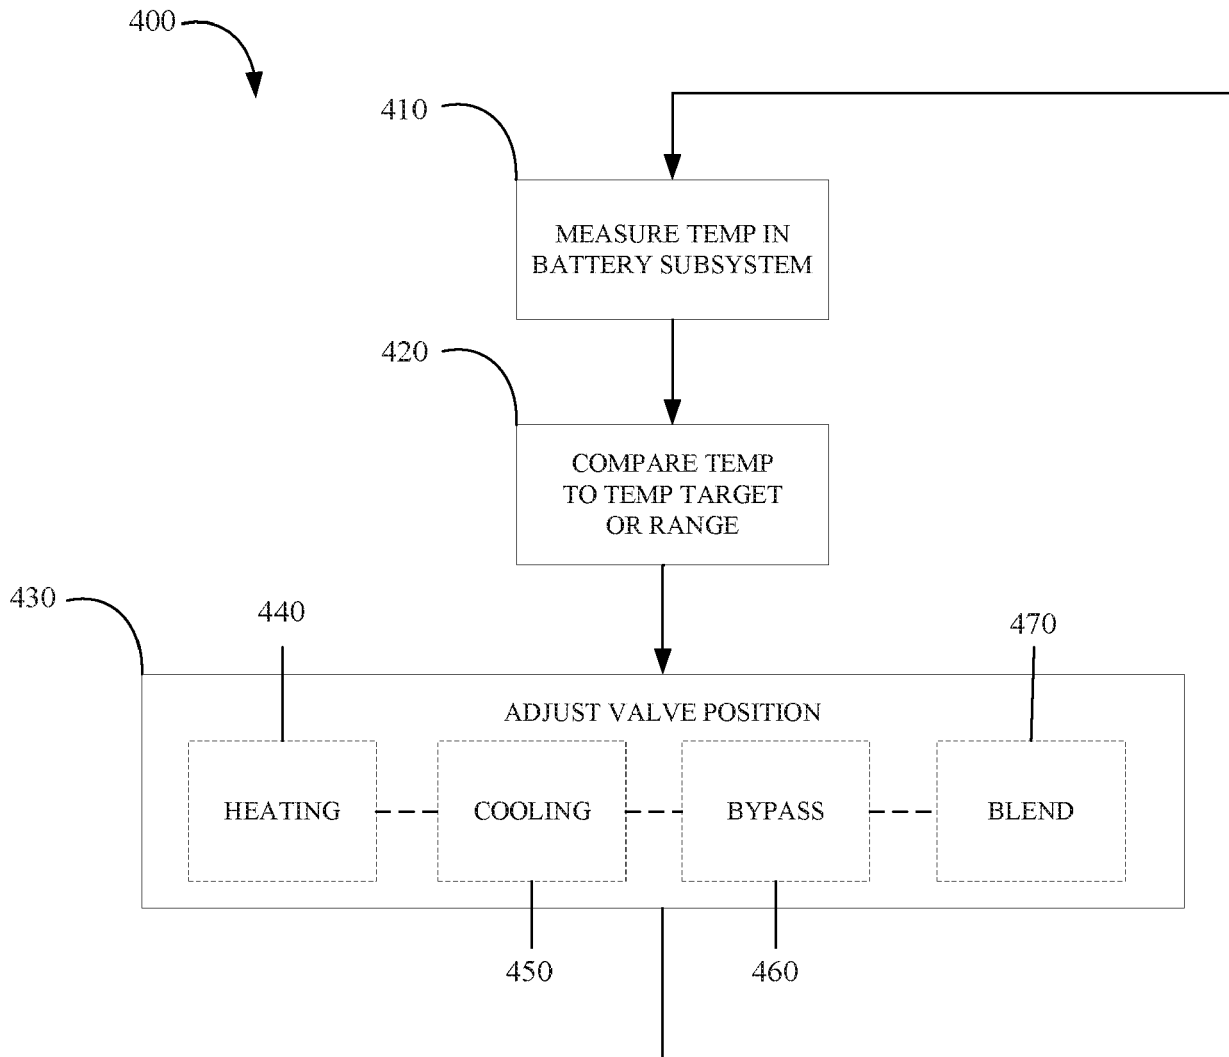 400
410
MEASURE TEMP IN
BATTERY SUBSYSTEM
420
COMPARE TEMP
TO TEMP TARGET
OR RANGE
430
440
470
ADJUST VALVE POSITION
HEATING
COOLING
BYPASS
BLEND
450
460